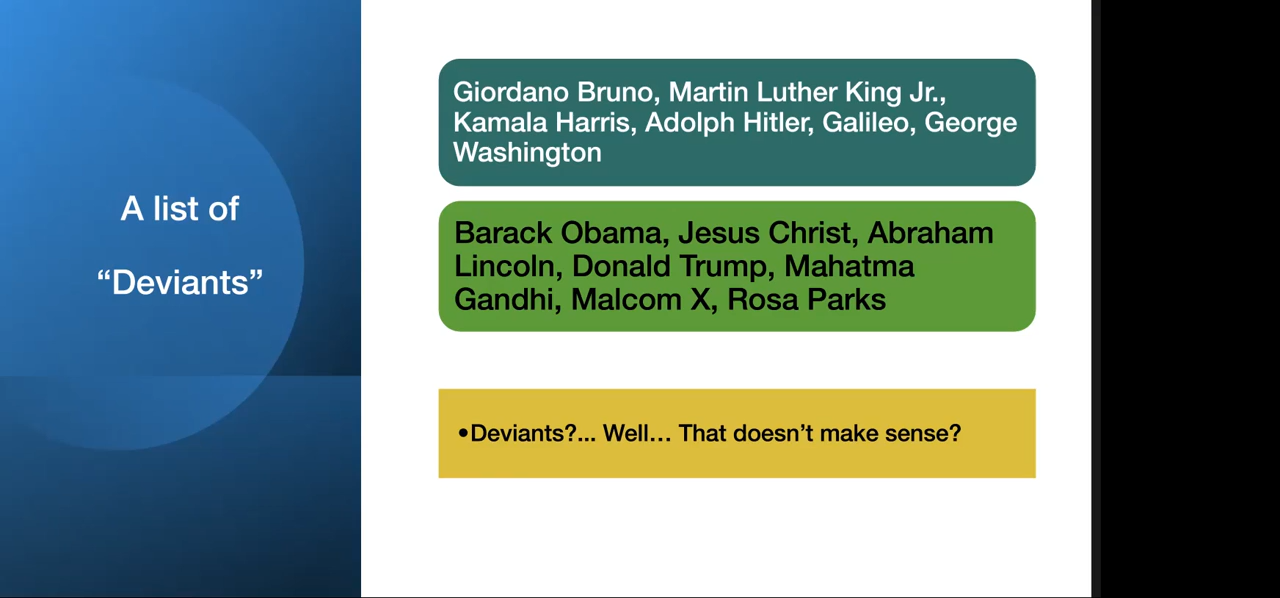 A list of
“Deviants”
Giordano Bruno, Martin Luther King Jr.,
Kamala Harris, Adolph Hitler, Galileo, George
Washington
Barack Obama, Jesus Christ, Abraham
Lincoln, Donald Trump, Mahatma
Gandhi, Malcom X, Rosa Parks
•Deviants?... Well… That doesn’t make sense?